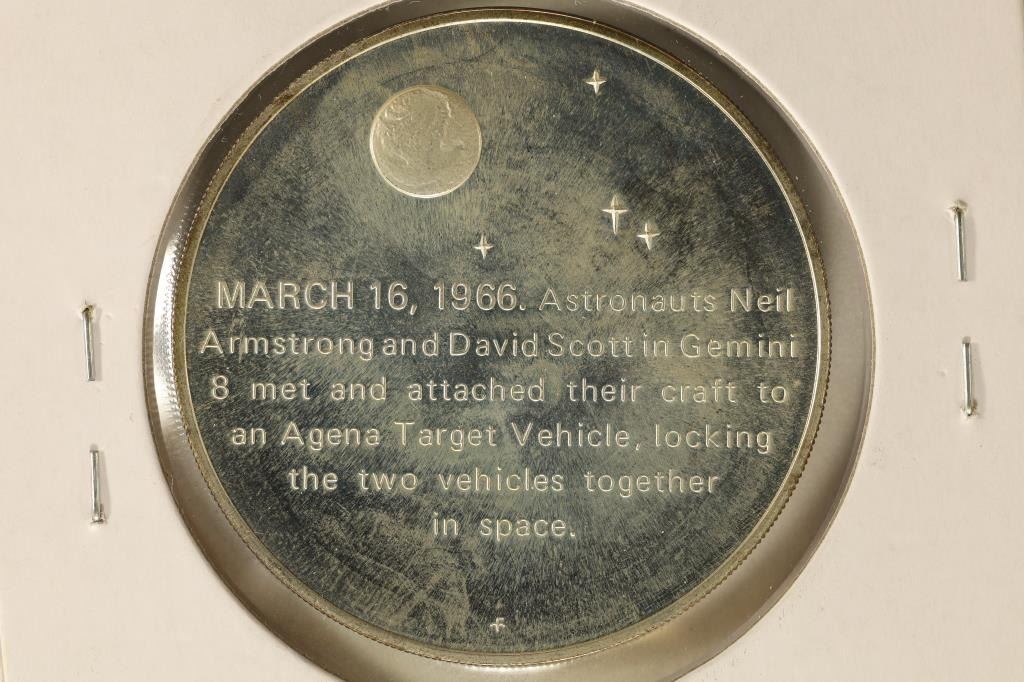 MARCH 16, 1966. Astronauts Neil
Armstrong and David Scott in Gemini
8 met and attached their craft to
an Agena Target Vehicle, locking
the two vehicles together
in space.